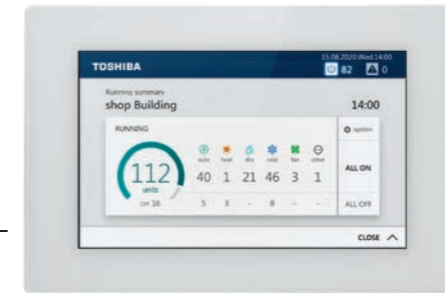 TOSHIBA
15.08.2020 Wed 14:00
82 0
Running summary
shop Building 14:00
RUNNING
option
auto heat dry cool fan other
112
units
40 1 21 46 3 1
ALL ON
Off 16
5 3 - 8 - -
ALL OFF
CLOSE